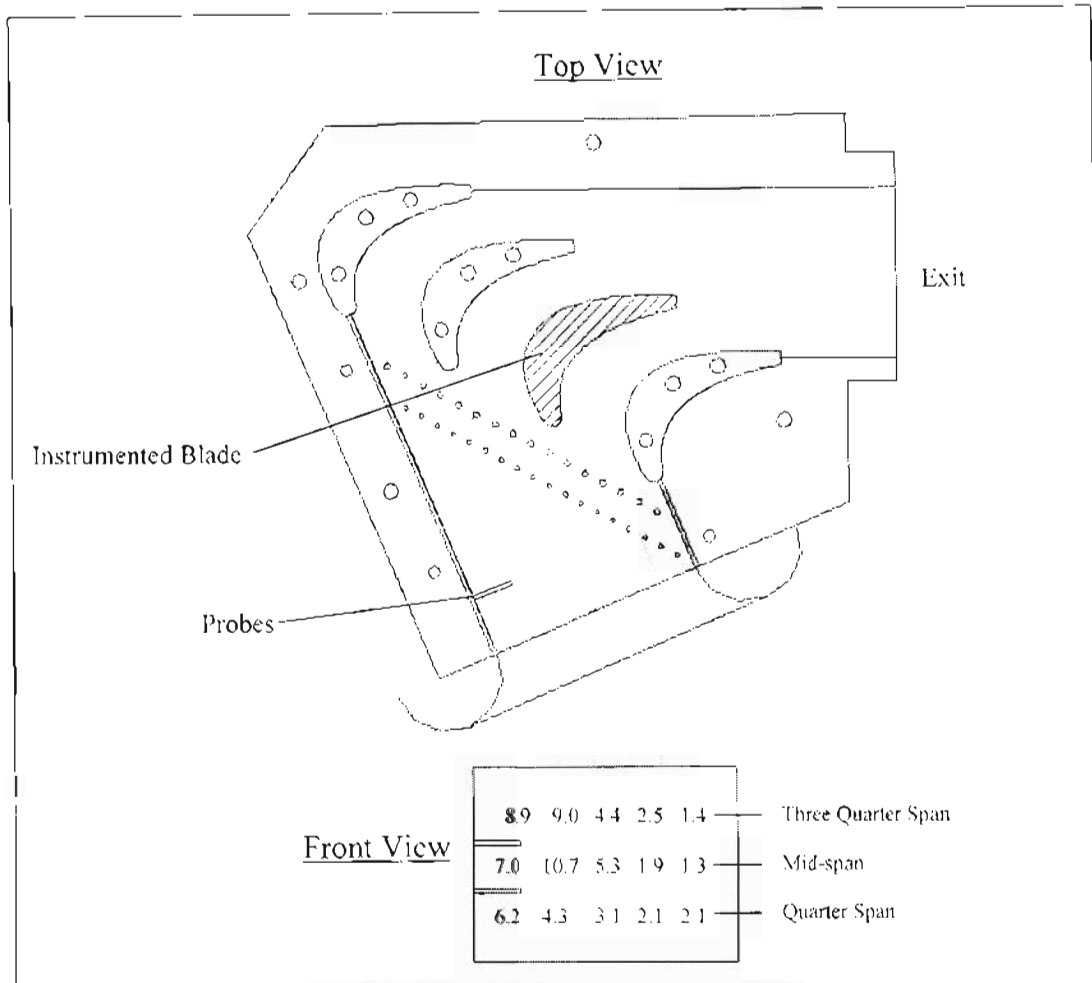 Top View
Exit
Instrumented Blade
Probes
Front View
8.9 9.0 4.4 2.5 1.4 Three Quarter Span
7.0 10.7 5.3 1.9 1.3 Mid-span
6.2 4.3 3.1 2.1 2.1 Quarter Span